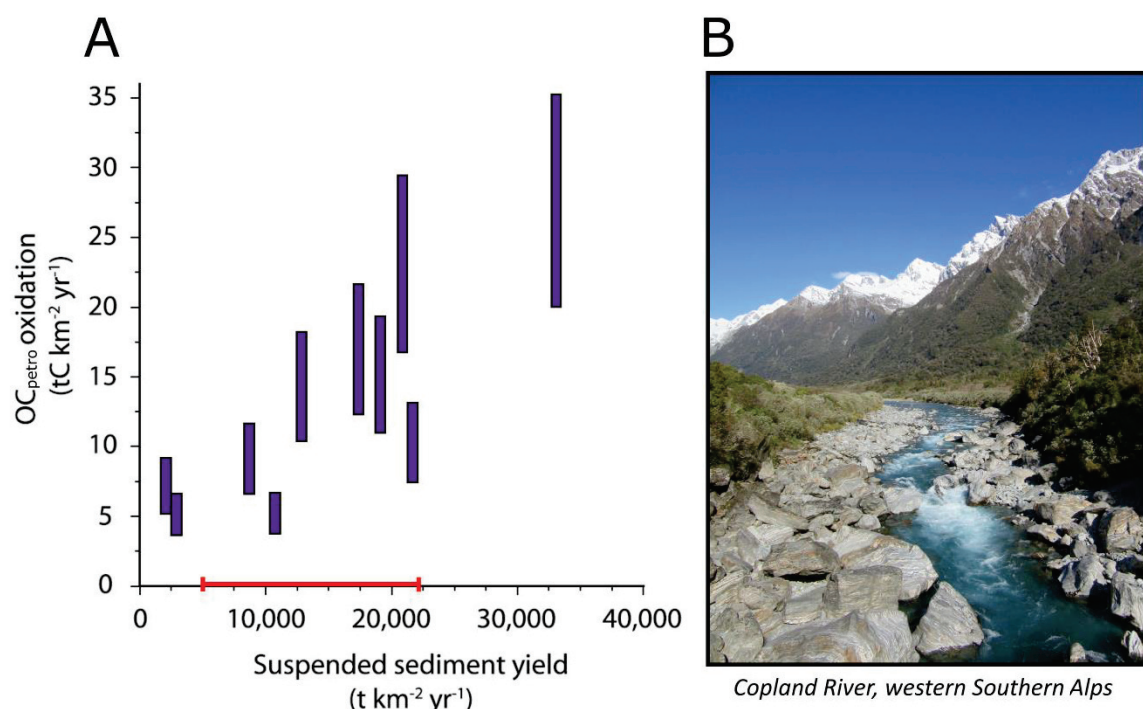 A
35
30
25
20
15
10
5
0
OCpetro oxidation
(tC km-2 yr-1)
0 10,000 20,000 30,000 40,000
Suspended sediment yield
(t km-2 yr-1)
B
Copland River, western Southern Alps